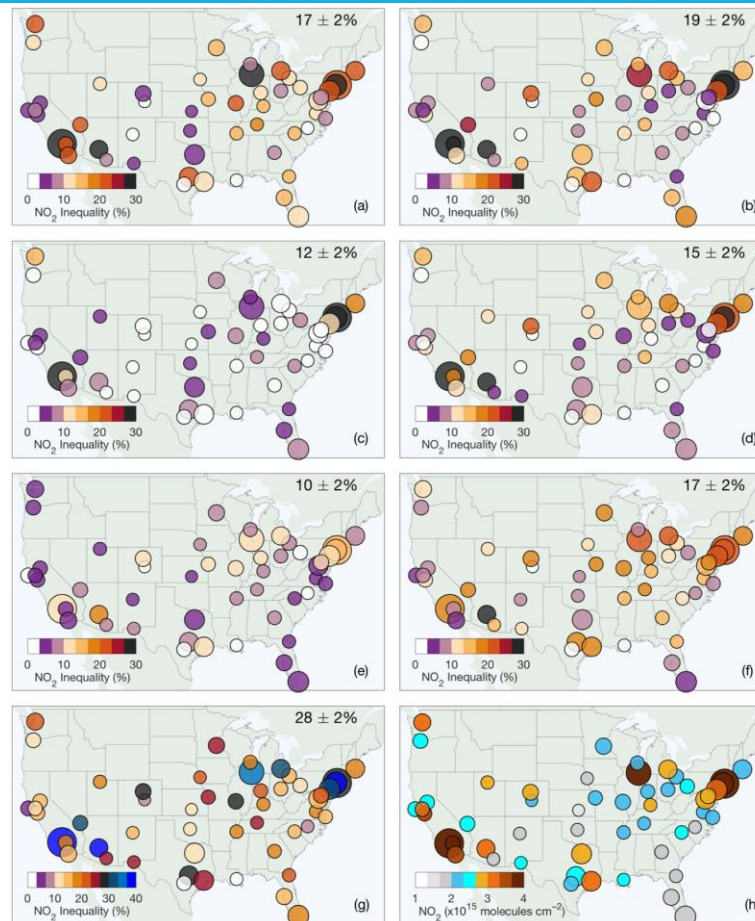 17 ± 2%
0 10 20 30
NO₂ Inequality (%)
(a)
19 ± 2%
0 10 20 30
NO₂ Inequality (%)
(b)
12 ± 2%
0 10 20 30
NO₂ Inequality (%)
(c)
15 ± 2%
0 10 20 30
NO₂ Inequality (%)
(d)
10 ± 2%
0 10 20 30
NO₂ Inequality (%)
(e)
17 ± 2%
0 10 20 30
NO₂ Inequality (%)
(f)
28 ± 2%
0 10 20 30 40
NO₂ Inequality (%)
(g)
1 2 3 4
NO₂ (x10¹⁵ molecules cm⁻²)
(h)